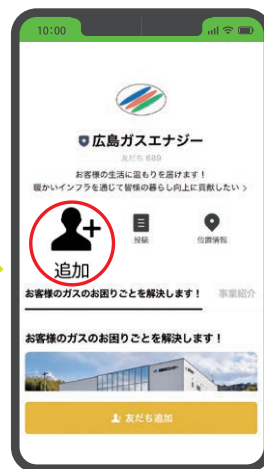 10:00
広島ガスエナジー
友だち 689
お客様の生活に温もりを届けます！
暖かいインフラを通じて皆様の暮らし向上に貢献したい >
追加
投稿
位置情報
お客様のガスのお困りごとを解決します！ 事業紹介
お客様のガスのお困りごとを解決します！
友だち追加